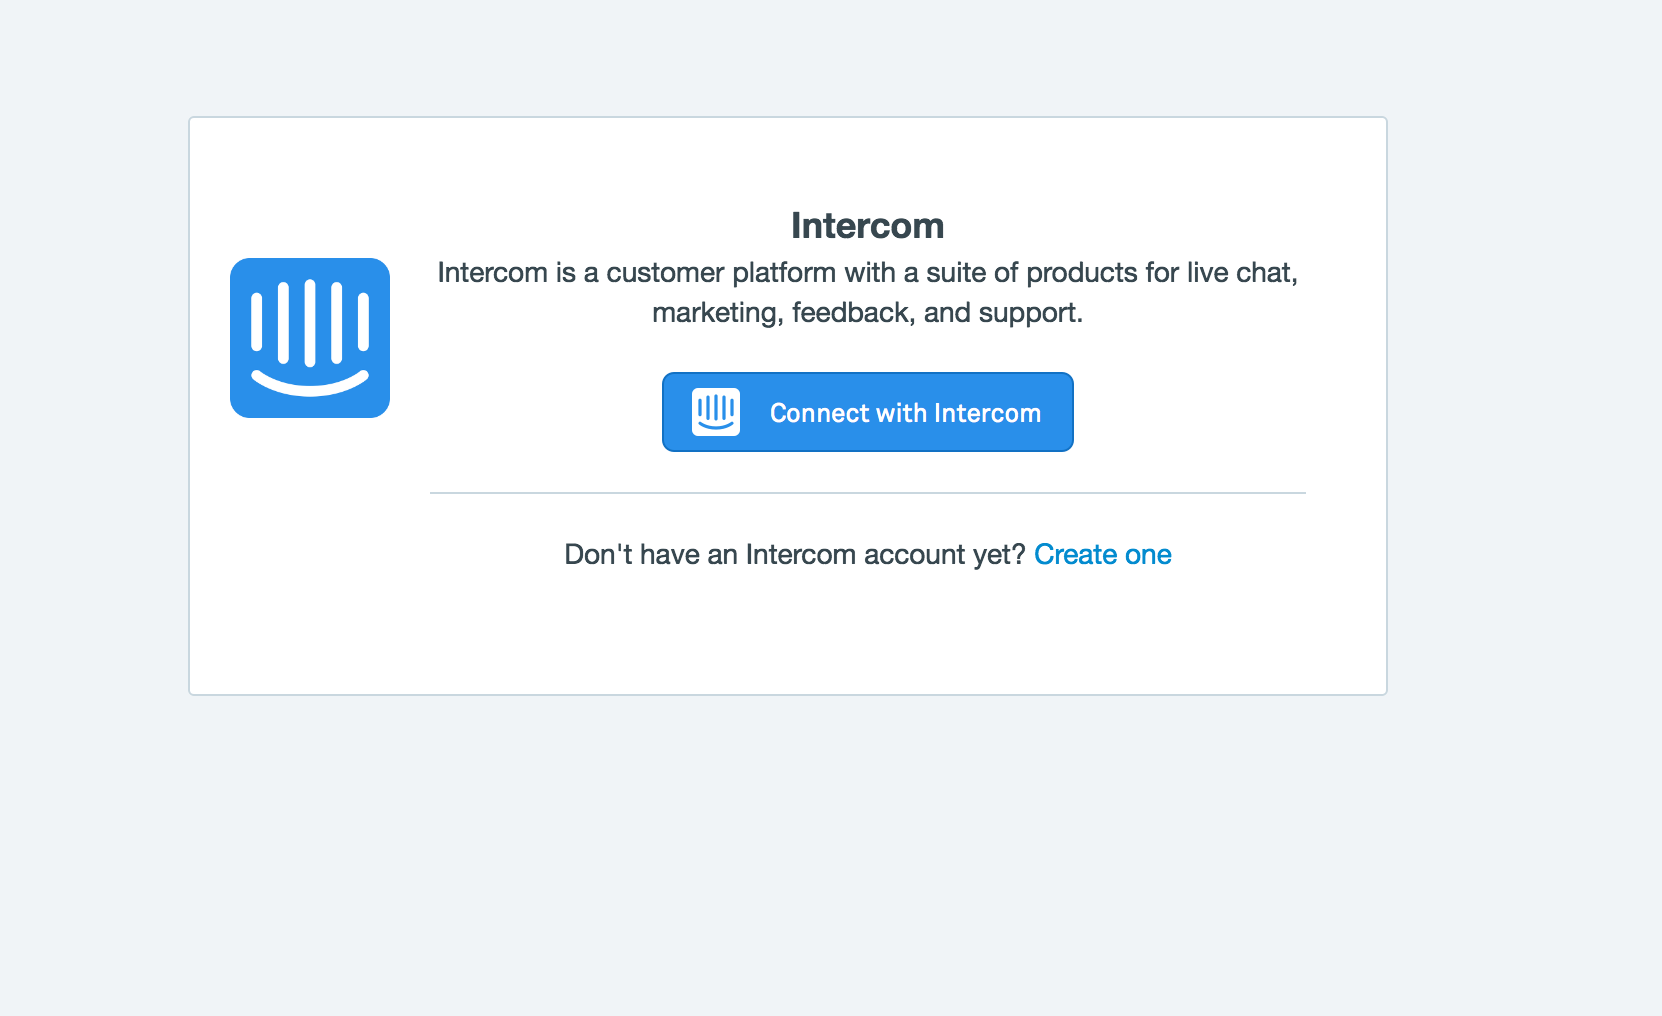 Intercom
Intercom is a customer platform with a suite of products for live chat,
marketing, feedback, and support.
Connect with Intercom
Don't have an Intercom account yet? Create one